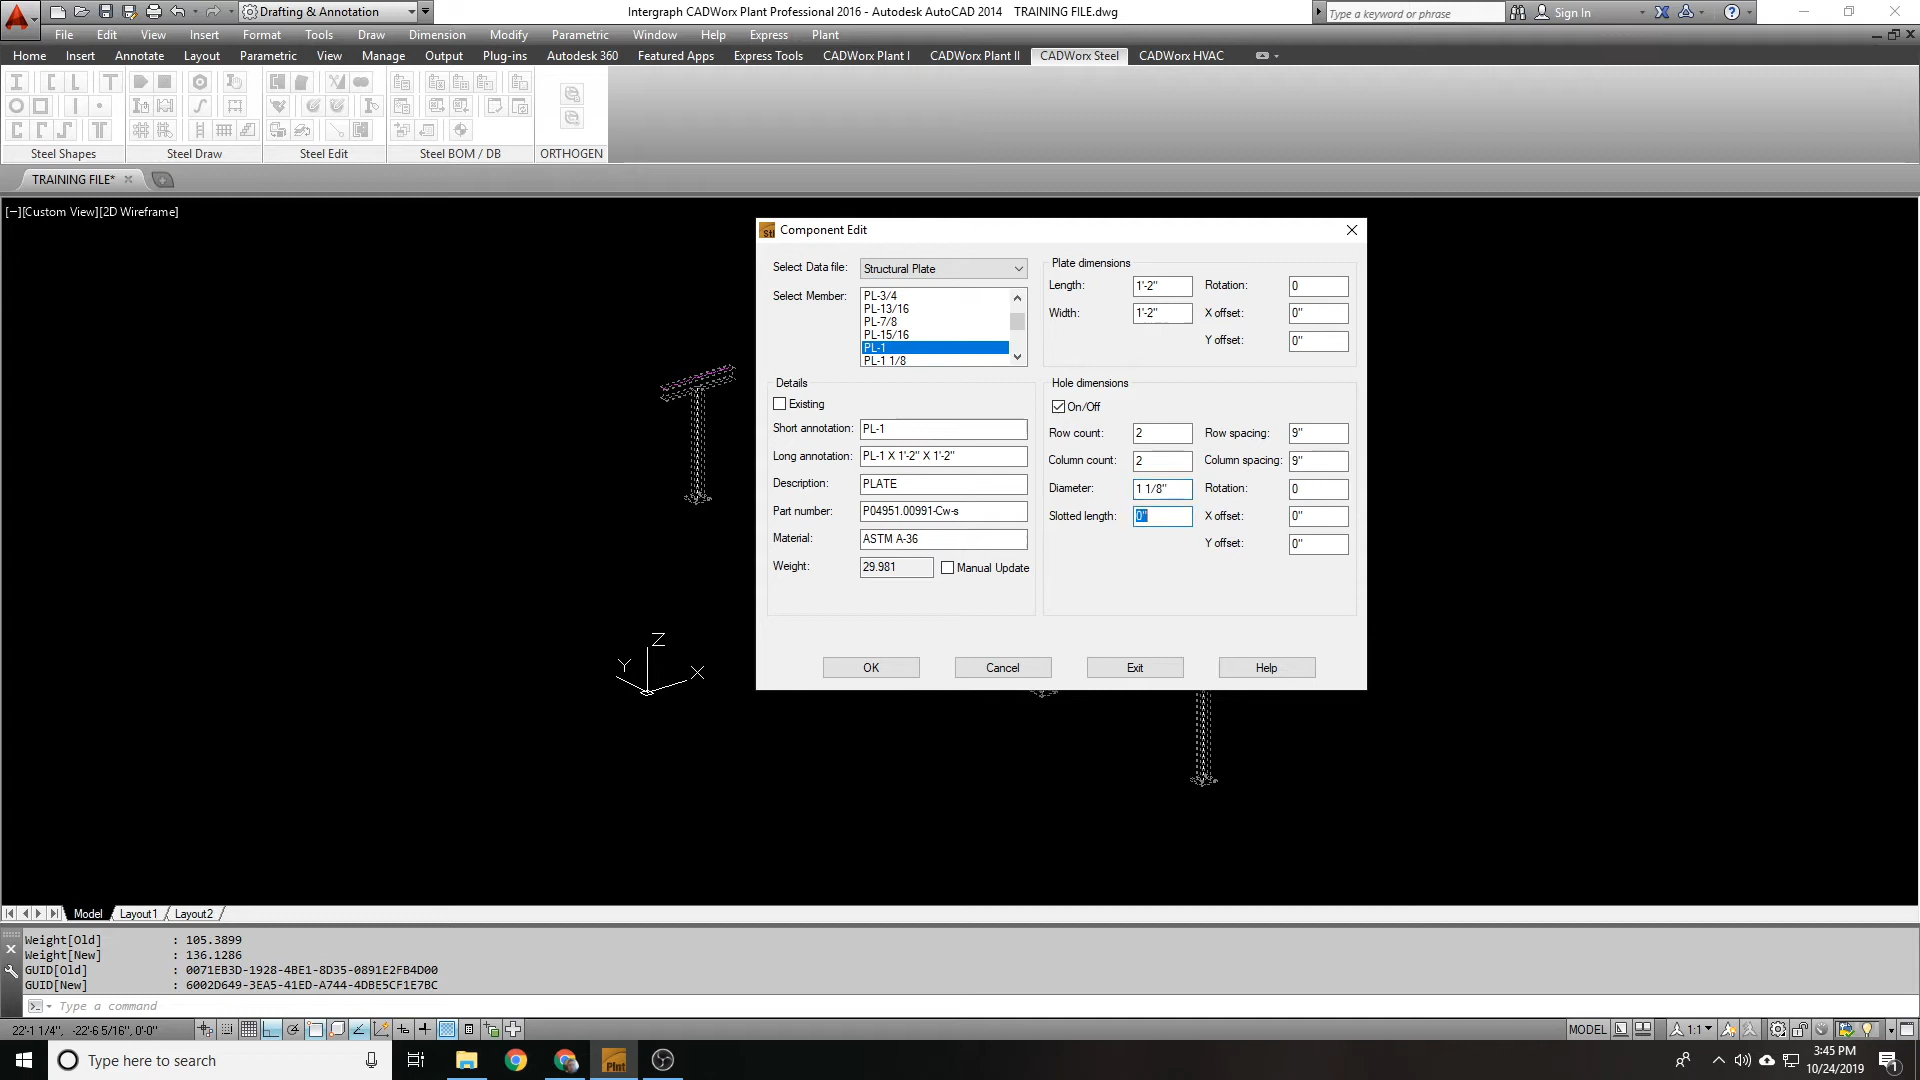 Drafting & Annotation
Intergraph CADWorx Plant Professional 2016 - Autodesk AutoCAD 2014 TRAINING FILE.dwg
Type a keyword or phrase
Sign In
File Edit View Insert Format Tools Draw Dimension Modify Parametric Window Help Express Plant
Home Insert Annotate Layout Parametric View Manage Output Plug-ins Autodesk 360 Featured Apps Express Tools CADWorx Plant I CADWorx Plant II CADWorx Steel CADWorx HVAC
Steel Shapes Steel Draw Steel Edit Steel BOM / DB ORTHOGEN
TRAINING FILE*
[−][Custom View][2D Wireframe]
Component Edit
Select Data file: Structural Plate
Select Member:
PL-3/4
PL-13/16
PL-7/8
PL-15/16
PL-1
PL-1 1/8
Plate dimensions
Length: 1'-2" Rotation: 0
Width: 1'-2" X offset: 0"
Y offset: 0"
Details
Existing
Short annotation: PL-1
Long annotation: PL-1 X 1'-2" X 1'-2"
Description: PLATE
Part number: P04951.00991-Cw-s
Material: ASTM A-36
Weight: 29.981 Manual Update
Hole dimensions
On/Off
Row count: 2 Row spacing: 9"
Column count: 2 Column spacing: 9"
Diameter: 1 1/8" Rotation: 0
Slotted length: 0" X offset: 0"
Y offset: 0"
OK Cancel Exit Help
Z
Y
X
Model Layout1 Layout2
Weight[Old] : 105.3899
Weight[New] : 136.1286
GUID[Old] : 0071EB3D-1928-4BE1-8D35-0891E2FB4D00
GUID[New] : 6002D649-3EA5-41ED-A744-4DBE5CF1E7BC
Type a command
22'-1 1/4", -22'-6 5/16", 0'-0" MODEL 1:1
Type here to search
Plnt
3:45 PM
10/24/2019
1